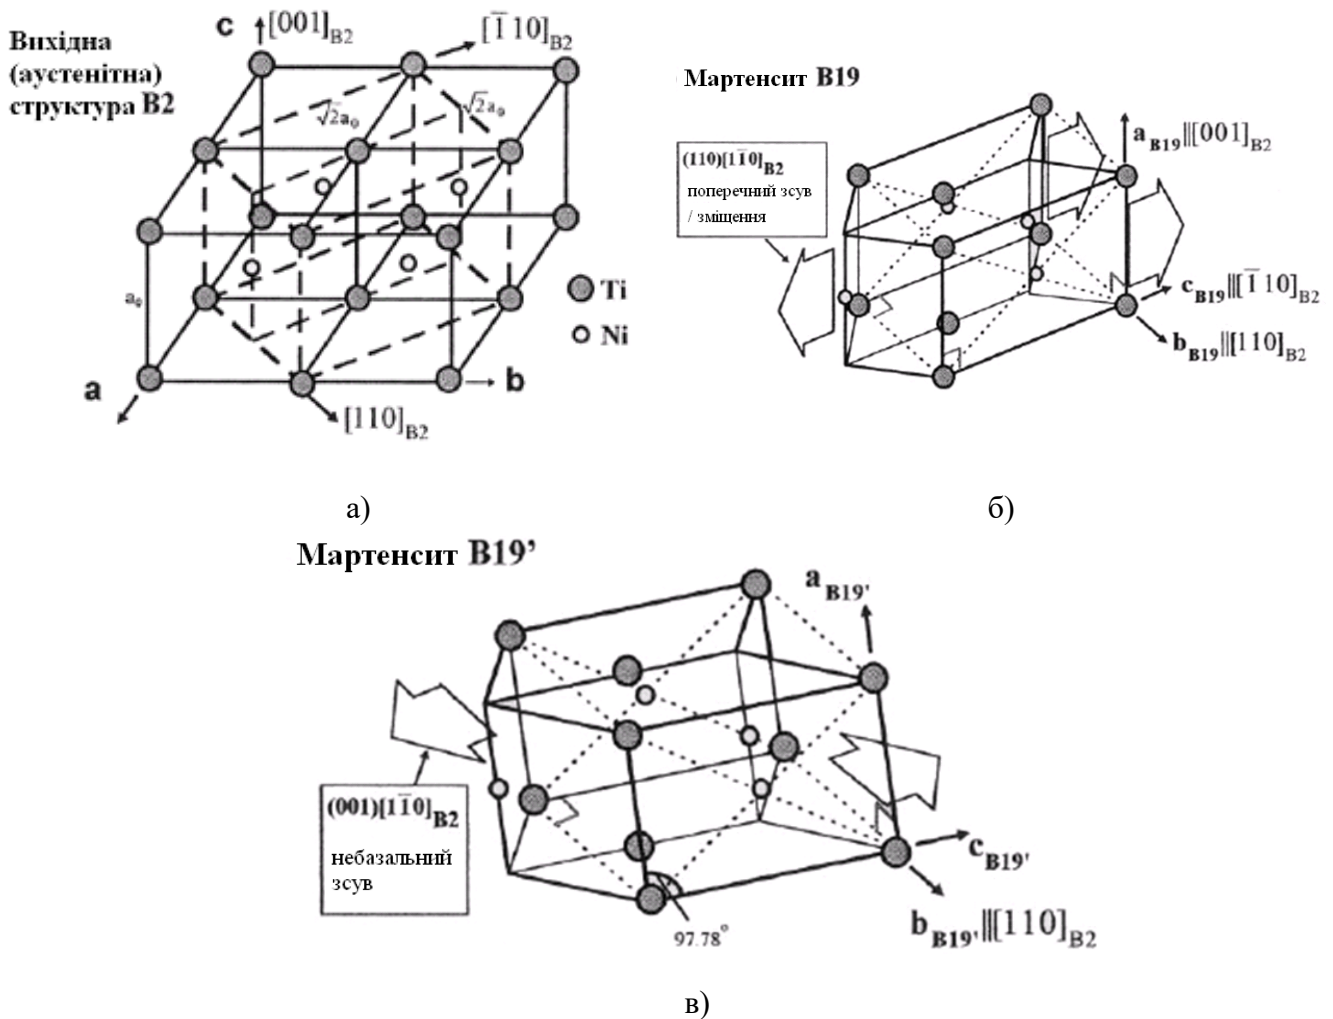 Вихідна
(аустенітна)
структура B2
c
[001]B2
[1̅10]B2
√2a₀
√2a₀
a₀
Ti
Ni
a
b
[110]B2
а)
Мартенсит B19
(110)[11̅0]B2
поперечний зсув
/ зміщення
aB19||[001]B2
cB19||[1̅10]B2
bB19||[110]B2
б)
Мартенсит B19’
aB19'
(001)[11̅0]B2
небазальний
зсув
97.78°
cB19'
bB19'||[110]B2
в)